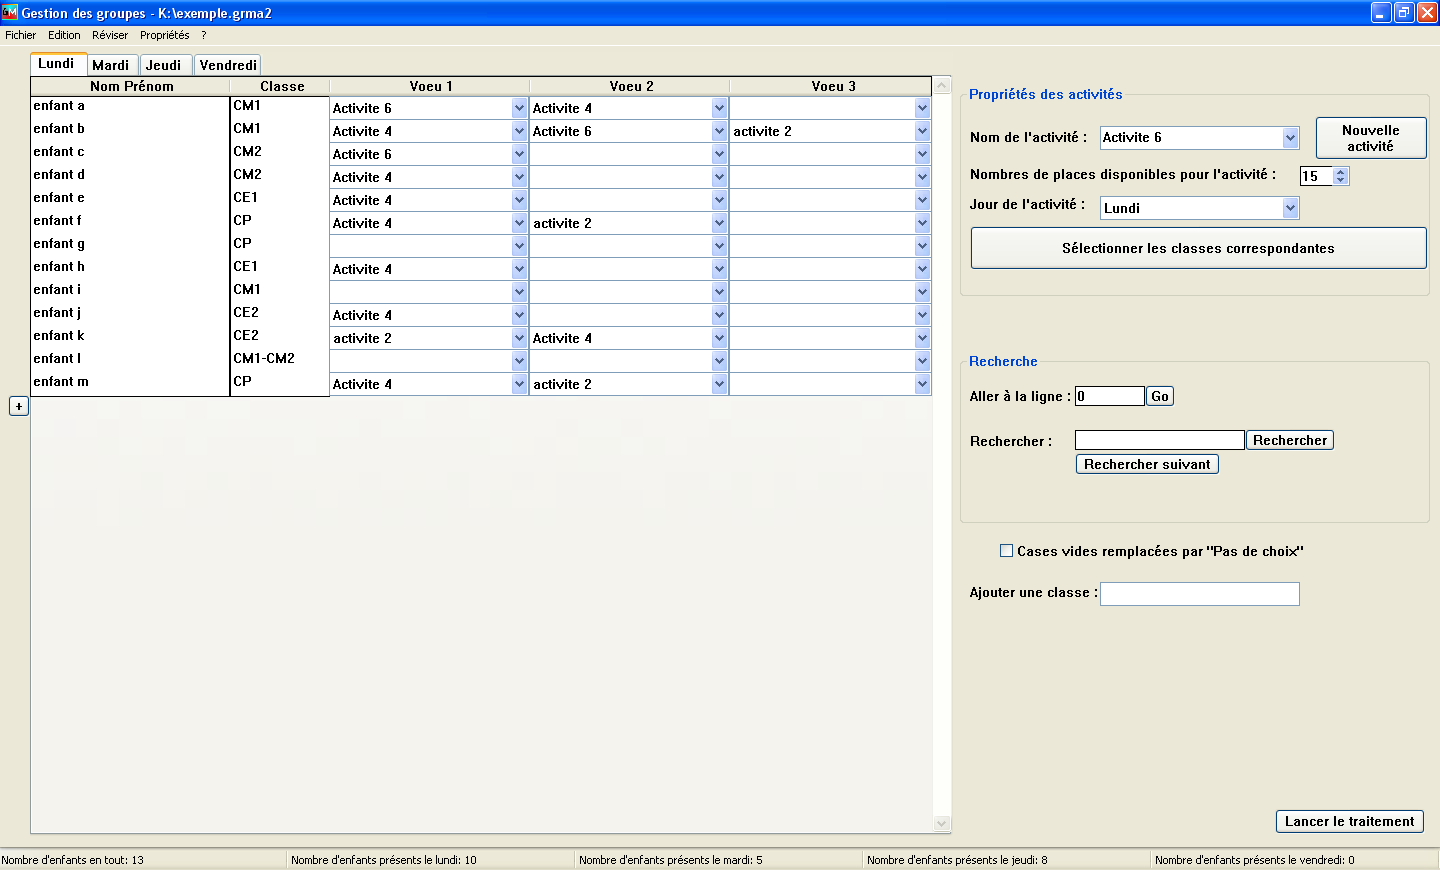 Gestion des groupes - K:\exemple.grma2
Fichier Edition Réviser Propriétés ?
Lundi Mardi Jeudi Vendredi
Nom Prénom Classe Voeu 1 Voeu 2 Voeu 3
enfant a CM1 Activite 6 Activite 4
enfant b CM1 Activite 4 Activite 6 activite 2
enfant c CM2 Activite 6
enfant d CM2 Activite 4
enfant e CE1 Activite 4
enfant f CP Activite 4 activite 2
enfant g CP
enfant h CE1 Activite 4
enfant i CM1
enfant j CE2 Activite 4
enfant k CE2 activite 2 Activite 4
enfant l CM1-CM2
enfant m CP Activite 4 activite 2
+
Propriétés des activités
Nom de l'activité : Activite 6
Nouvelle
activité
Nombres de places disponibles pour l'activité : 15
Jour de l'activité : Lundi
Sélectionner les classes correspondantes
Recherche
Aller à la ligne : 0 Go
Rechercher : Rechercher
Rechercher suivant
Cases vides remplacées par "Pas de choix"
Ajouter une classe :
Lancer le traitement
Nombre d'enfants en tout: 13 Nombre d'enfants présents le lundi: 10 Nombre d'enfants présents le mardi: 5 Nombre d'enfants présents le jeudi: 8 Nombre d'enfants présents le vendredi: 0